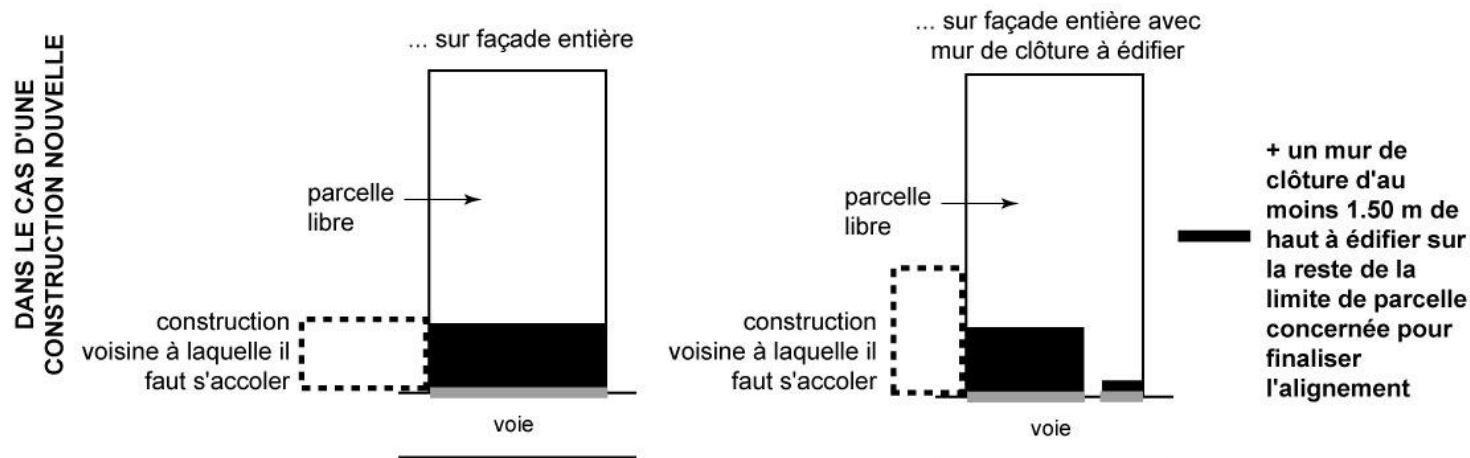 DANS LE CAS D'UNE
CONSTRUCTION NOUVELLE
... sur façade entière
parcelle
libre
construction
voisine à laquelle il
faut s'accoler
voie
... sur façade entière avec
mur de clôture à édifier
parcelle
libre
construction
voisine à laquelle il
faut s'accoler
voie
+ un mur de
clôture d'au
moins 1.50 m de
haut à édifier sur
la reste de la
limite de parcelle
concernée pour
finaliser
l'alignement